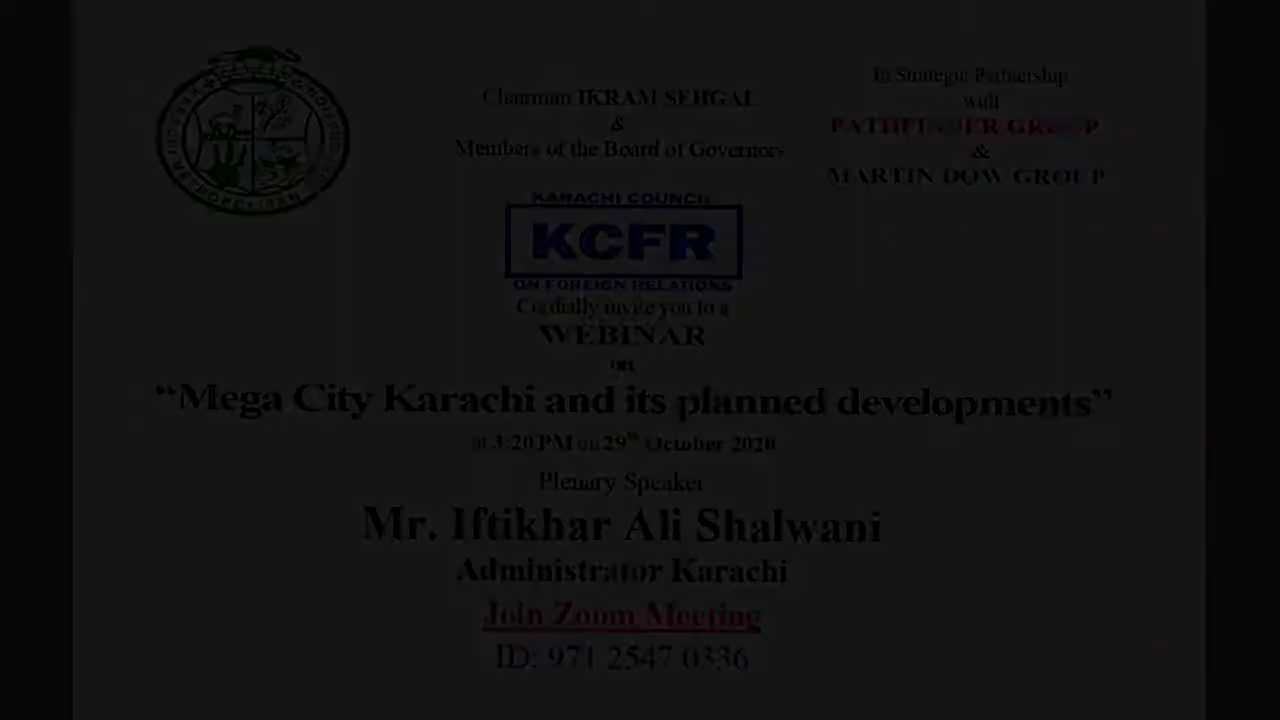 METROPOLITAN
Chairman IKRAM SEHGAL
&
Members of the Board of Governors
In Strategic Partnership
with
PATHFINDER GROUP
&
MARTIN DOW GROUP
KARACHI COUNCIL
KCFR
ON FOREIGN RELATIONS
Cordially invite you to a
WEBINAR
on
“Mega City Karachi and its planned developments”
at 3:20 PM on 29th October 2020
Plenary Speaker
Mr. Iftikhar Ali Shalwani
Administrator Karachi
Join Zoom Meeting
ID: 971 2547 0336